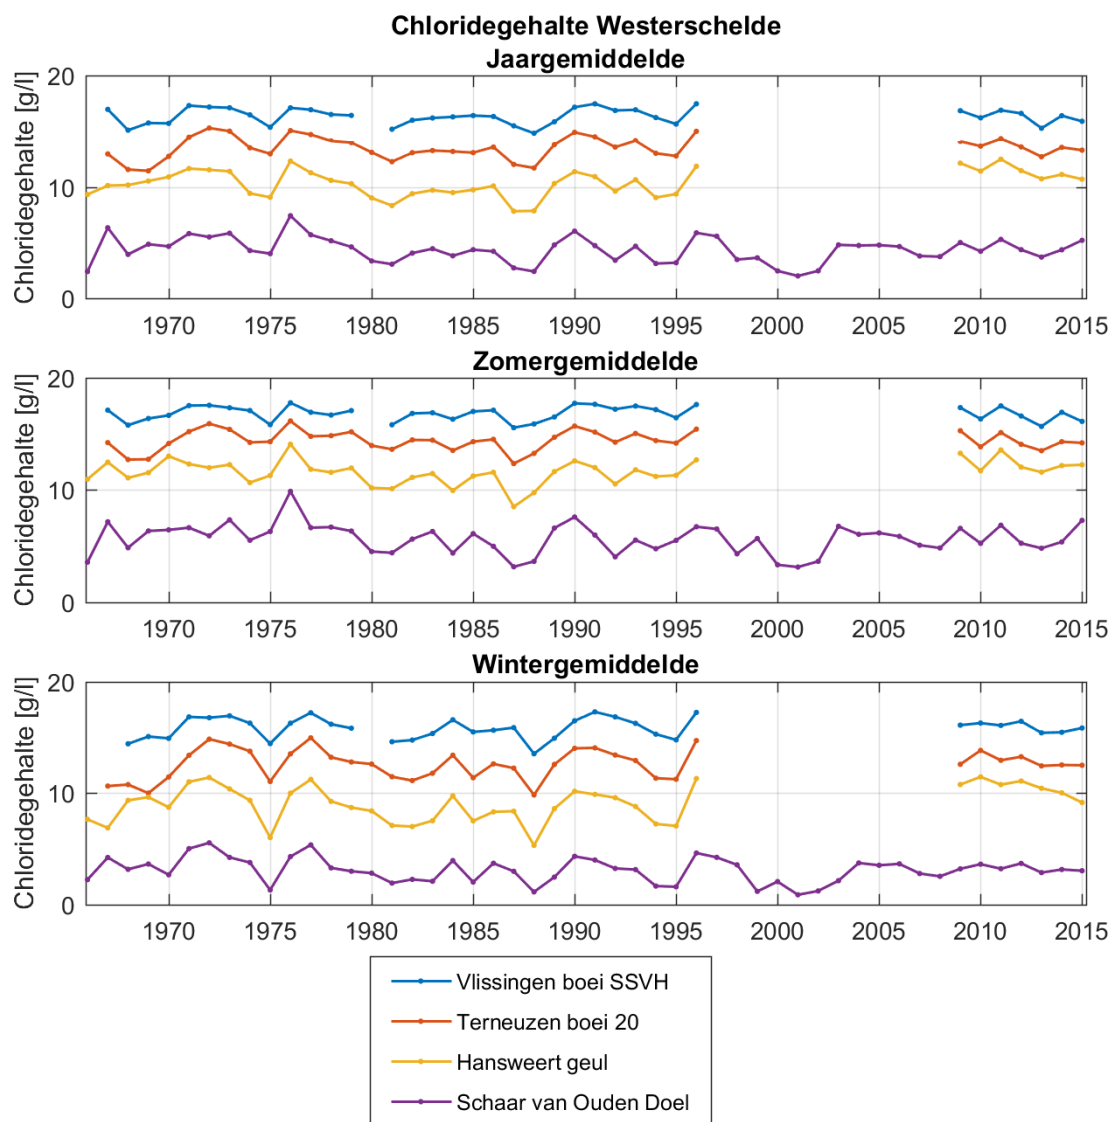 Chloridegehalte Westerschelde
Jaargemiddelde
Chloridegehalte [g/l]
20
10
0
1970 1975 1980 1985 1990 1995 2000 2005 2010 2015
Zomergemiddelde
Chloridegehalte [g/l]
20
10
0
1970 1975 1980 1985 1990 1995 2000 2005 2010 2015
Wintergemiddelde
Chloridegehalte [g/l]
20
10
0
1970 1975 1980 1985 1990 1995 2000 2005 2010 2015
Vlissingen boei SSVH
Terneuzen boei 20
Hansweert geul
Schaar van Ouden Doel